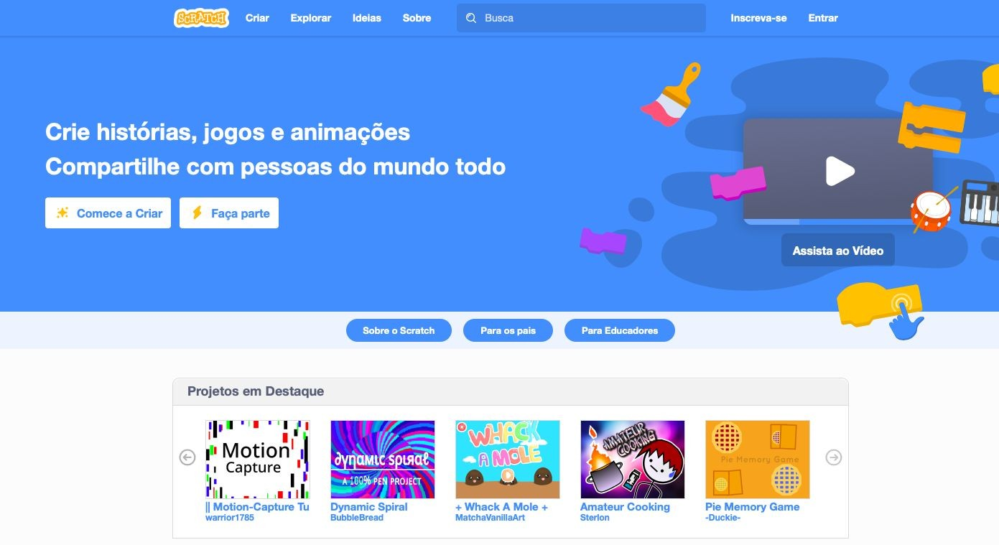 SCRATCH
Criar
Explorar
Ideias
Sobre
Busca
Inscreva-se
Entrar
Crie histórias, jogos e animações
Compartilhe com pessoas do mundo todo
Comece a Criar
Faça parte
Assista ao Vídeo
Sobre o Scratch
Para os pais
Para Educadores
Projetos em Destaque
Motion
Capture
dynamic spiral
A 100% PEN PROJECT
WHACK
A MOLE
AMATEUR
COOKING
Pie Memory Game
|| Motion-Capture Tu
warrior1785
Dynamic Spiral
BubbleBread
+ Whack A Mole +
MatchaVanillaArt
Amateur Cooking
Sterlon
Pie Memory Game
-Duckie-